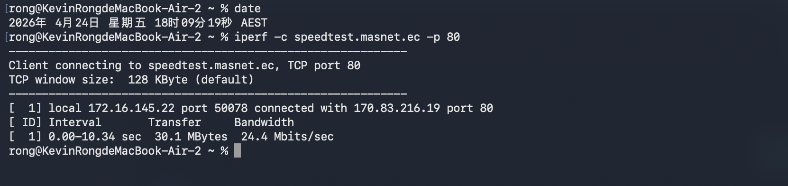 [rong@KevinRongdeMacBook-Air-2 ~ % date
2026年 4月24日 星期五 18时09分19秒 AEST
[rong@KevinRongdeMacBook-Air-2 ~ % iperf -c speedtest.masnet.ec -p 80
------------------------------------------------------------
Client connecting to speedtest.masnet.ec, TCP port 80
TCP window size:  128 KByte (default)
------------------------------------------------------------
[  1] local 172.16.145.22 port 50078 connected with 170.83.216.19 port 80
[ ID] Interval       Transfer     Bandwidth
[  1] 0.00-10.34 sec  30.1 MBytes  24.4 Mbits/sec
rong@KevinRongdeMacBook-Air-2 ~ %